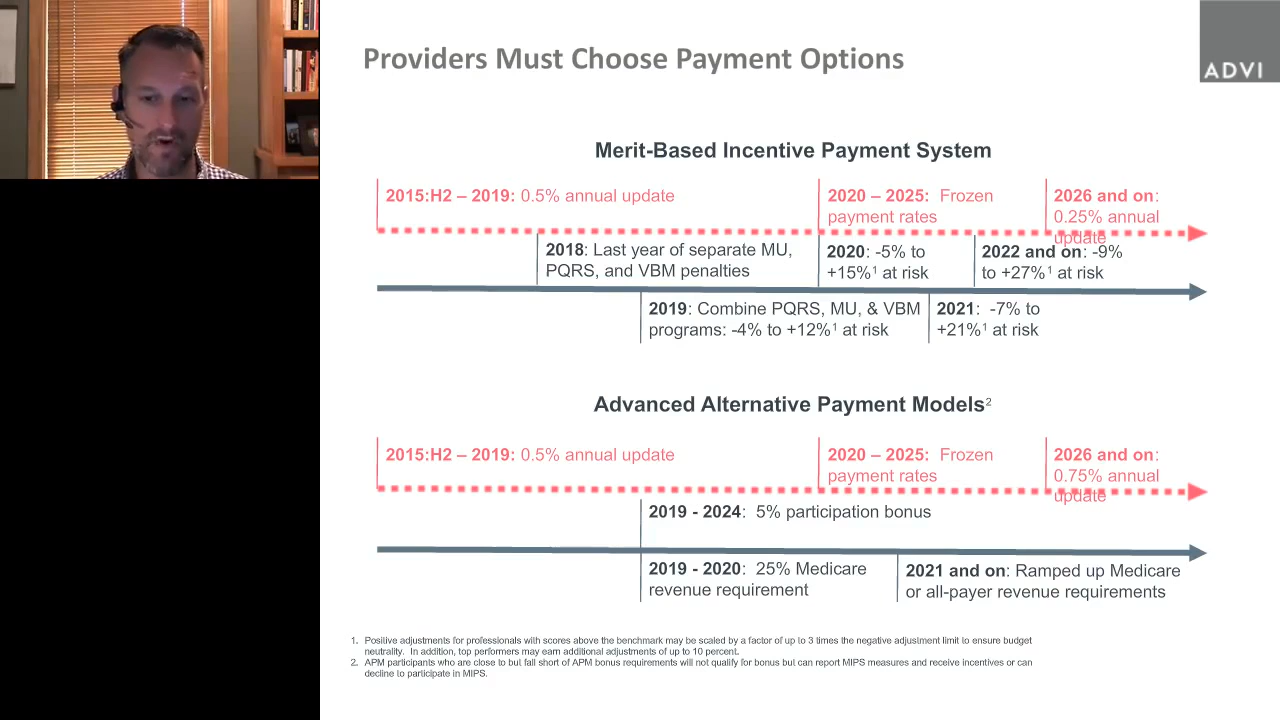 Providers Must Choose Payment Options
ADVI
Merit-Based Incentive Payment System
2015:H2 – 2019: 0.5% annual update
2020 – 2025: Frozen
payment rates
2026 and on:
0.25% annual
update
2018: Last year of separate MU,
PQRS, and VBM penalties
2020: -5% to
+15%¹ at risk
2022 and on: -9%
to +27%¹ at risk
2019: Combine PQRS, MU, & VBM
programs: -4% to +12%¹ at risk
2021: -7% to
+21%¹ at risk
Advanced Alternative Payment Models²
2015:H2 – 2019: 0.5% annual update
2020 – 2025: Frozen
payment rates
2026 and on:
0.75% annual
update
2019 - 2024: 5% participation bonus
2019 - 2020: 25% Medicare
revenue requirement
2021 and on: Ramped up Medicare
or all-payer revenue requirements
1. Positive adjustments for professionals with scores above the benchmark may be scaled by a factor of up to 3 times the negative adjustment limit to ensure budget
neutrality. In addition, top performers may earn additional adjustments of up to 10 percent.
2. APM participants who are close to but fall short of APM bonus requirements will not qualify for bonus but can report MIPS measures and receive incentives or can
decline to participate in MIPS.